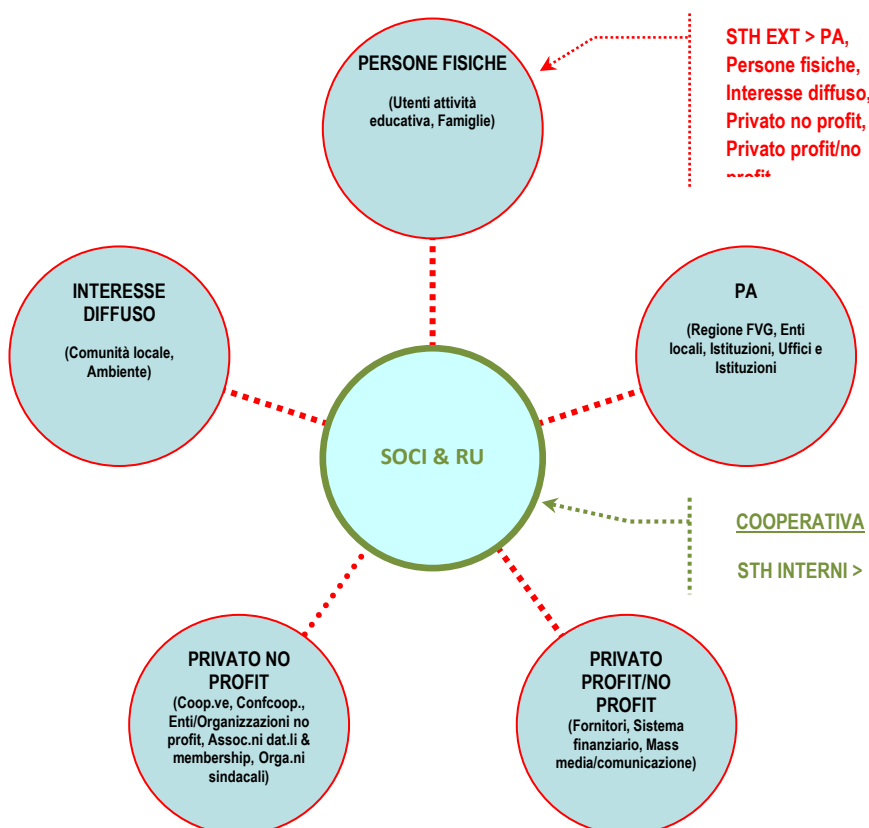 PERSONE FISICHE
(Utenti attività
educativa, Famiglie)
STH EXT > PA,
Persone fisiche,
Interesse diffuso,
Privato no profit,
Privato profit/no
profit
INTERESSE
DIFFUSO
(Comunità locale,
Ambiente)
PA
(Regione FVG, Enti
locali, Istituzioni, Uffici e
Istituzioni
SOCI & RU
COOPERATIVA
STH INTERNI >
PRIVATO NO
PROFIT
(Coop.ve, Confcoop.,
Enti/Organizzazioni no
profit, Assoc.ni dat.li &
membership, Orga.ni
sindacali)
PRIVATO
PROFIT/NO
PROFIT
(Fornitori, Sistema
finanziario, Mass
media/comunicazione)